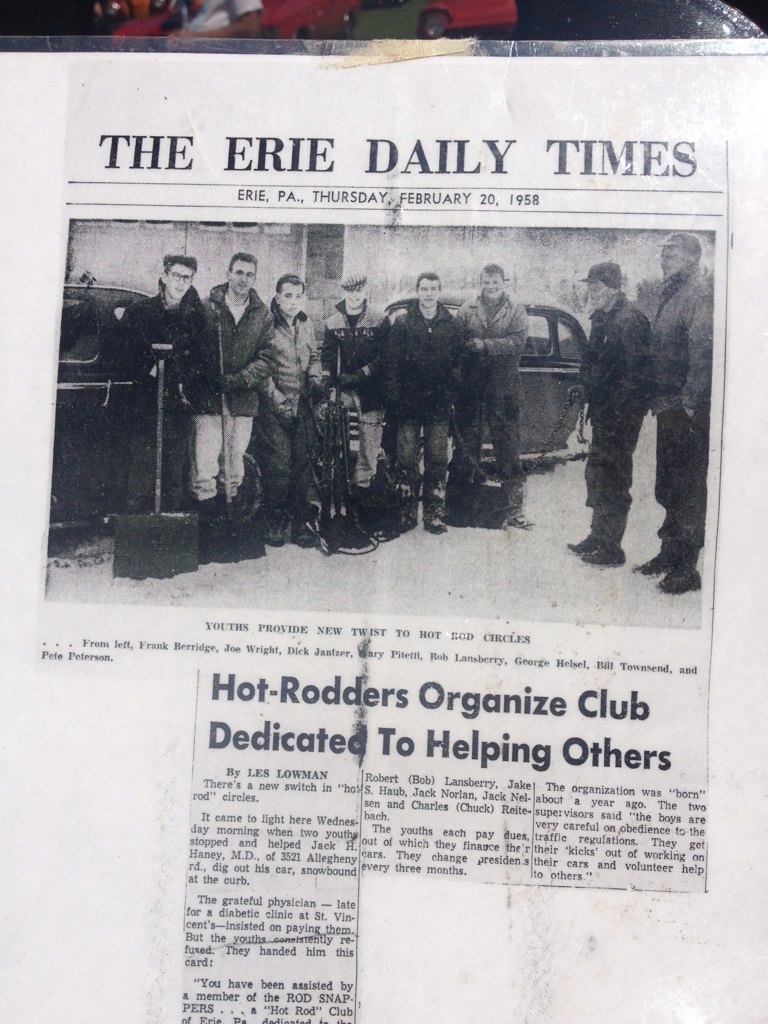 THE ERIE DAILY TIMES
ERIE, PA., THURSDAY, FEBRUARY 20, 1958
YOUTHS PROVIDE NEW TWIST TO HOT ROD CIRCLES
. . . From left, Frank Berridge, Joe Wright, Dick Jantzer, Gary Piletti, Bob Lansberry, George Helsel, Bill Townsend, and
Pete Peterson.
Hot-Rodders Organize Club
Dedicated To Helping Others
By LES LOWMAN
There's a new switch in "hot
rod" circles.
It came to light here Wednes-
day morning when two youths
stopped and helped Jack H.
Haney, M.D., of 3521 Allegheny
rd., dig out his car, snowbound
at the curb.
The grateful physician — late
for a diabetic clinic at St. Vin-
cent's—insisted on paying them.
But the youths consistently re-
fused. They handed him this
card:
"You have been assisted by
a member of the ROD SNAP-
PERS . . . a "Hot Rod" Club
of Erie, Pa. dedicated to the
Robert (Bob) Lansberry, Jake
S. Haub, Jack Norlan, Jack Nel-
sen and Charles (Chuck) Reite-
bach.
The youths each pay dues,
out of which they finance their
cars. They change presidents
every three months.
The organization was "born"
about a year ago. The two
supervisors said "the boys are
very careful on obedience to the
traffic regulations. They get
their 'kicks' out of working on
their cars and volunteer help
to others."